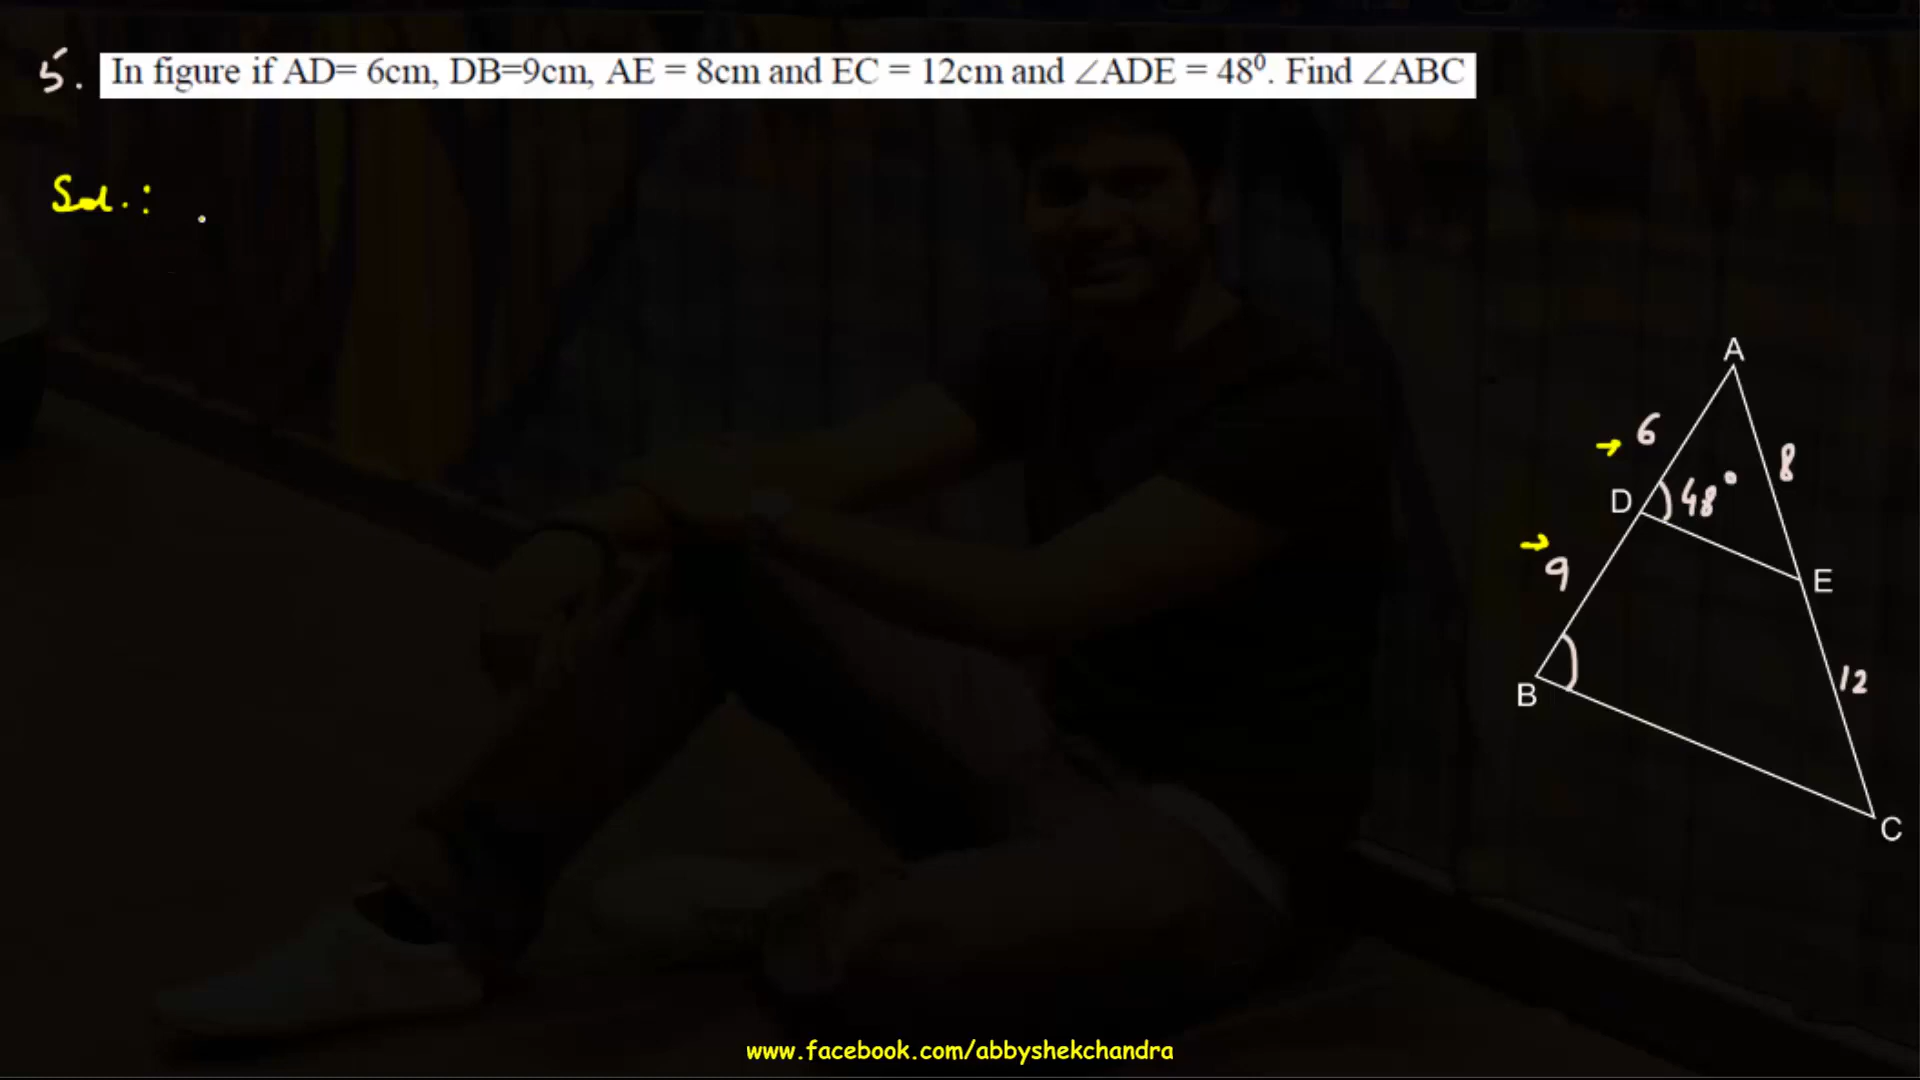 5. In figure if AD= 6cm, DB=9cm, AE = 8cm and EC = 12cm and ∠ADE = 48⁰. Find ∠ABC
Sol.:
A
6
8
D
48°
9
E
B
12
C
www.facebook.com/abbyshekchandra